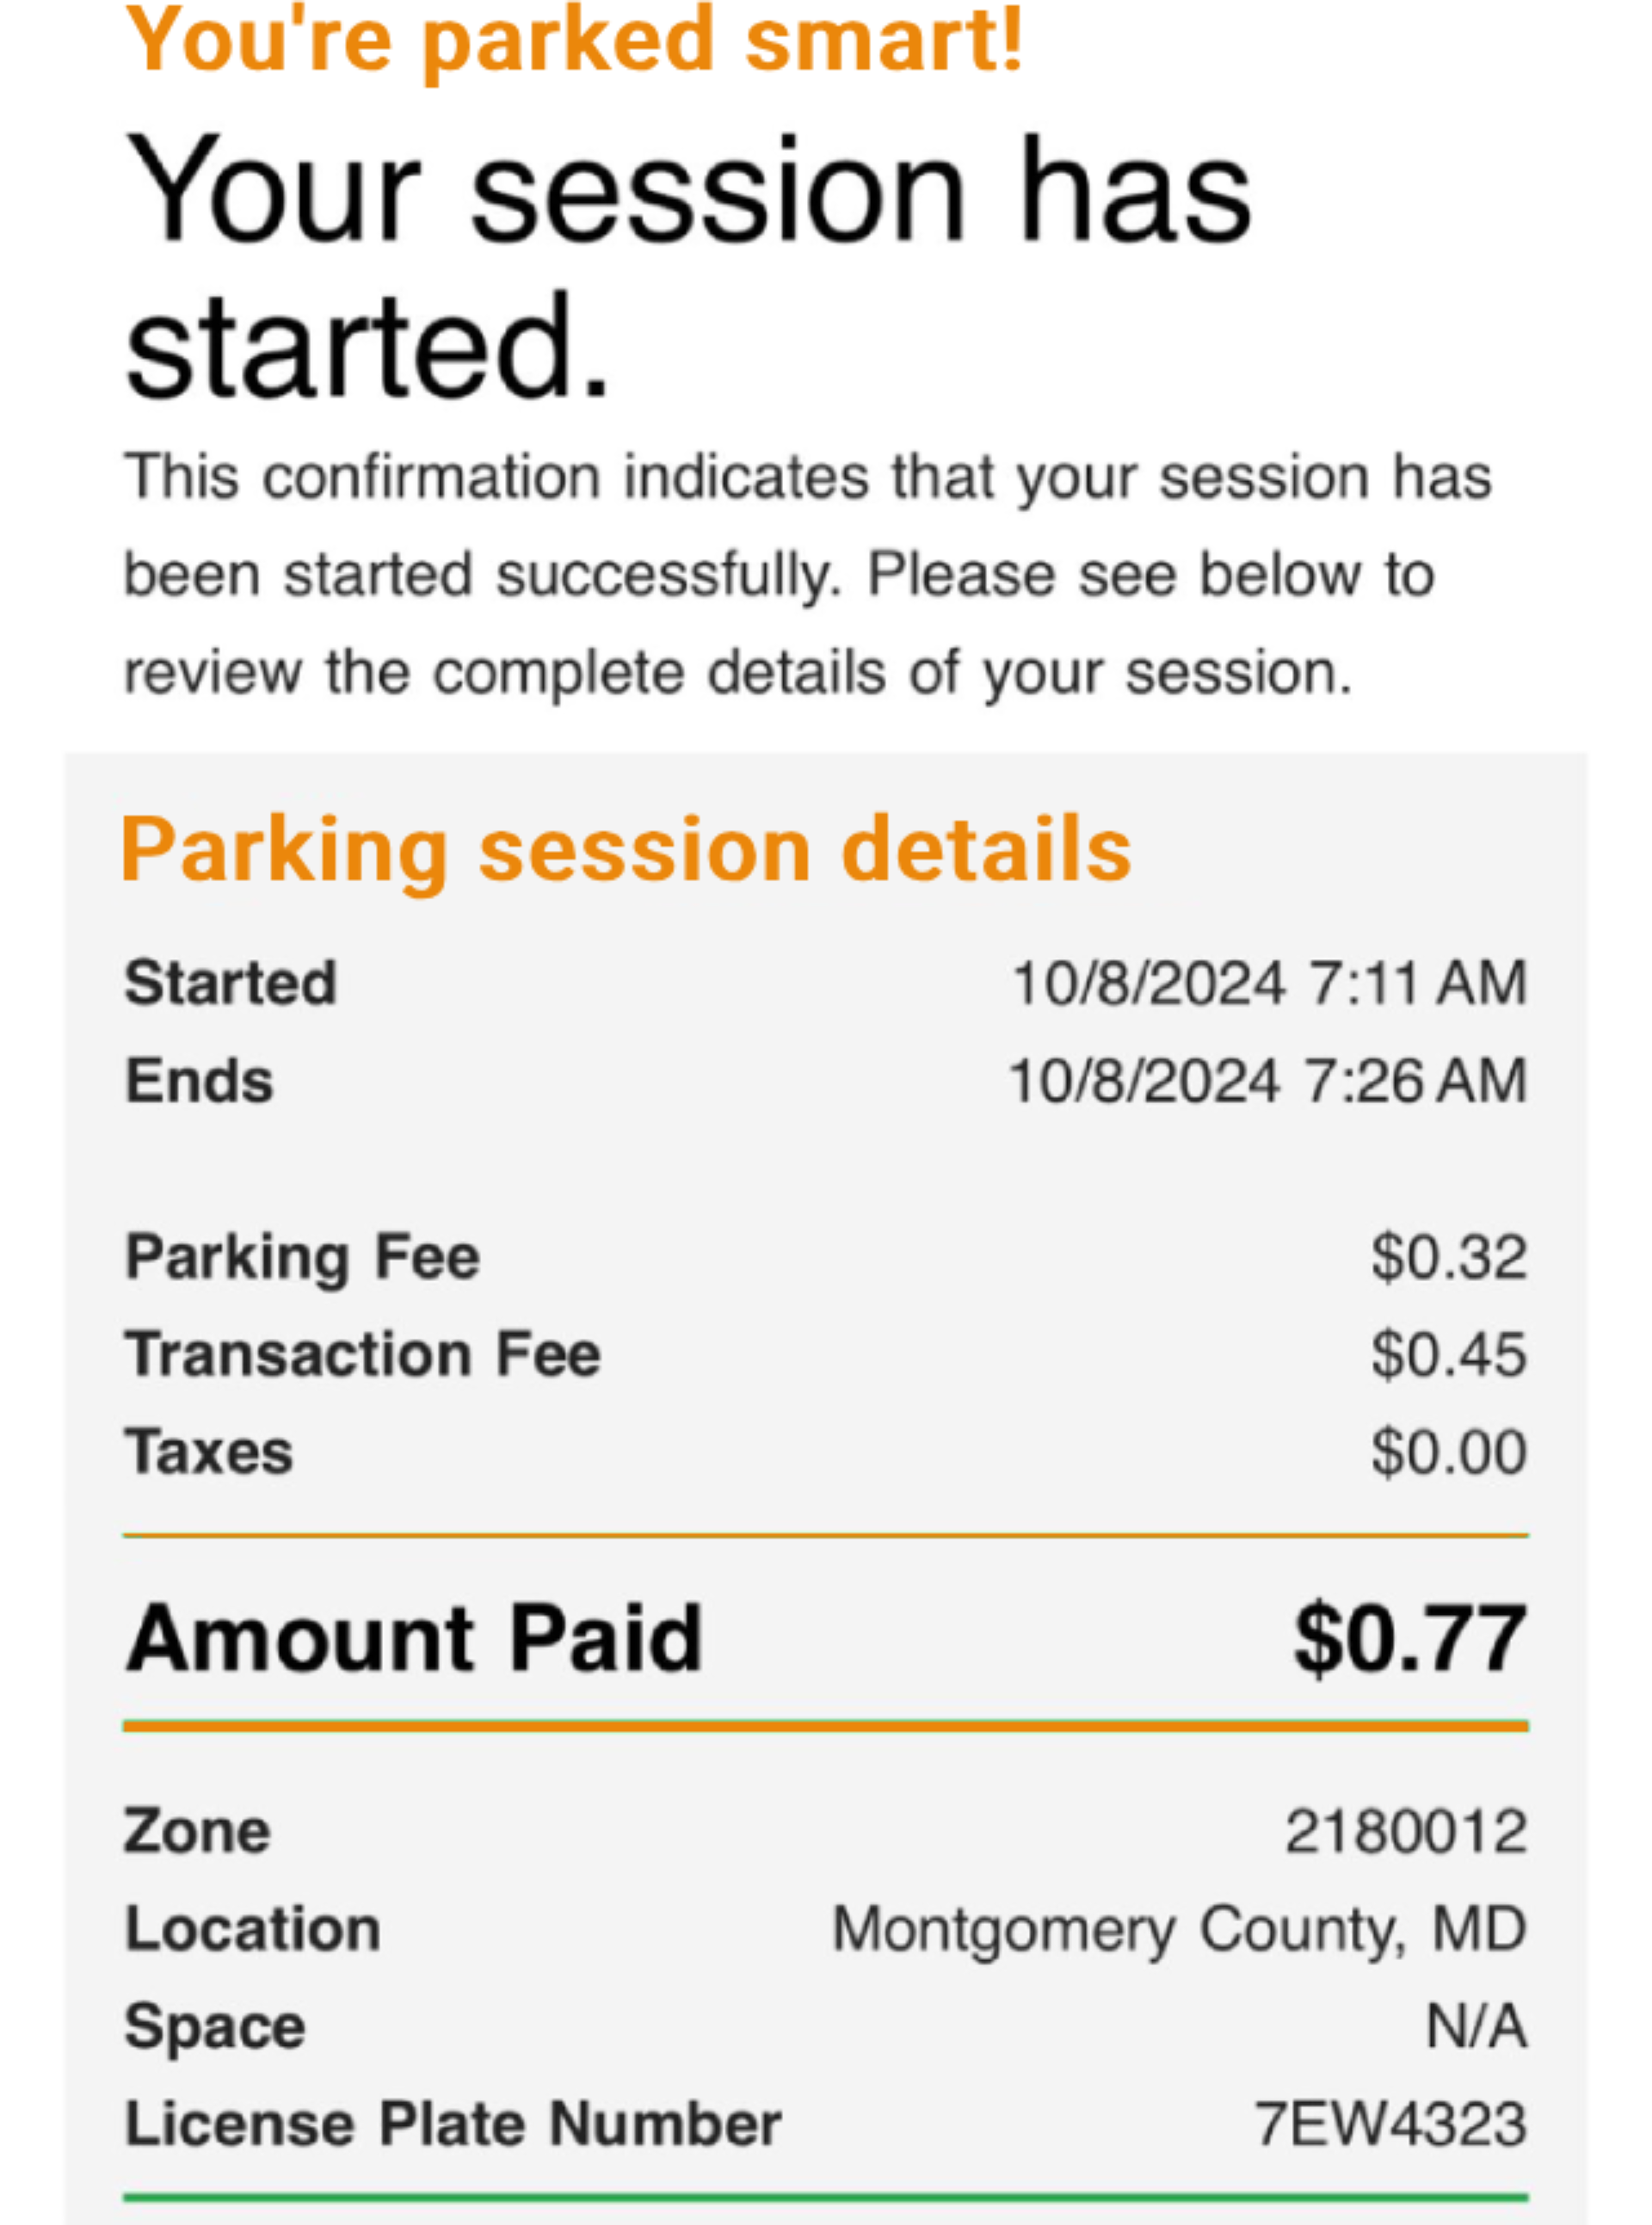 You're parked smart!
Your session has
started.
This confirmation indicates that your session has
been started successfully. Please see below to
review the complete details of your session.
Parking session details
Started 10/8/2024 7:11 AM
Ends 10/8/2024 7:26 AM
Parking Fee $0.32
Transaction Fee $0.45
Taxes $0.00
Amount Paid $0.77
Zone 2180012
Location Montgomery County, MD
Space N/A
License Plate Number 7EW4323